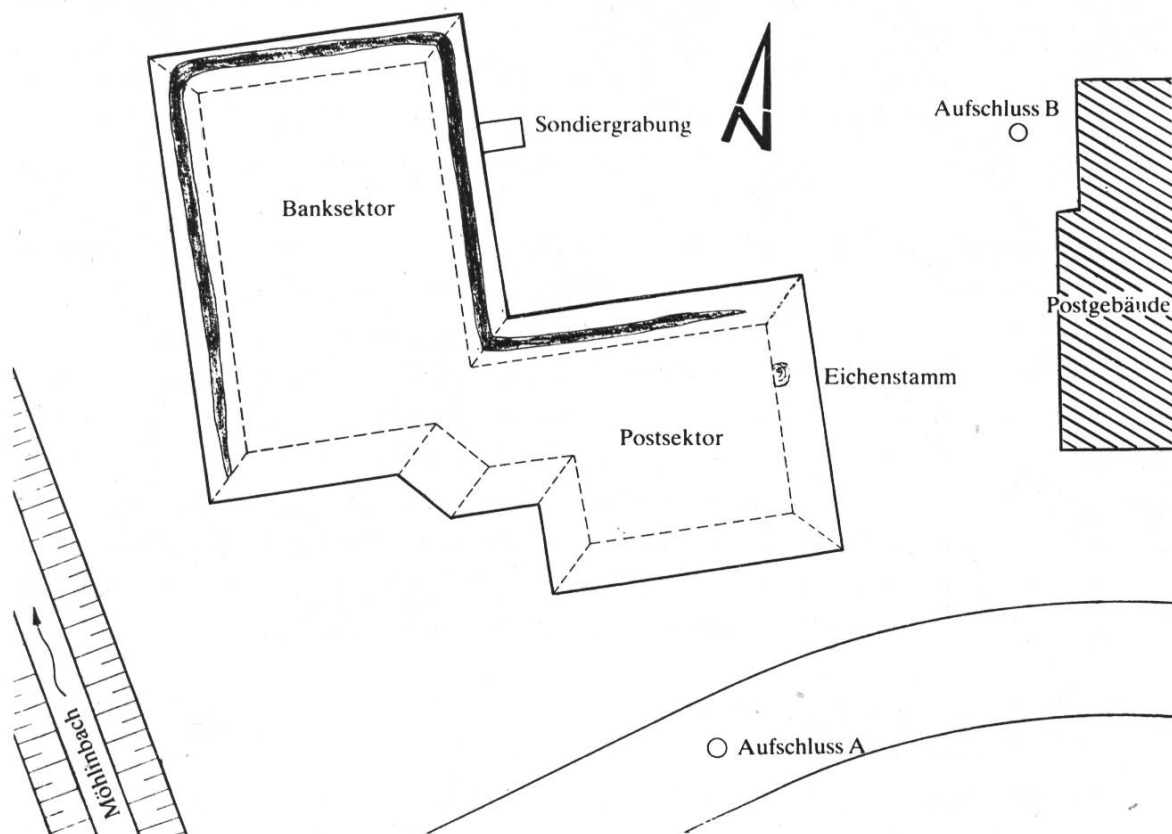 Aufschluss B
Sondiergrabung
Banksektor
Postgebäude
Eichenstamm
Postsektor
Aufschluss A
Möhlinbach
N